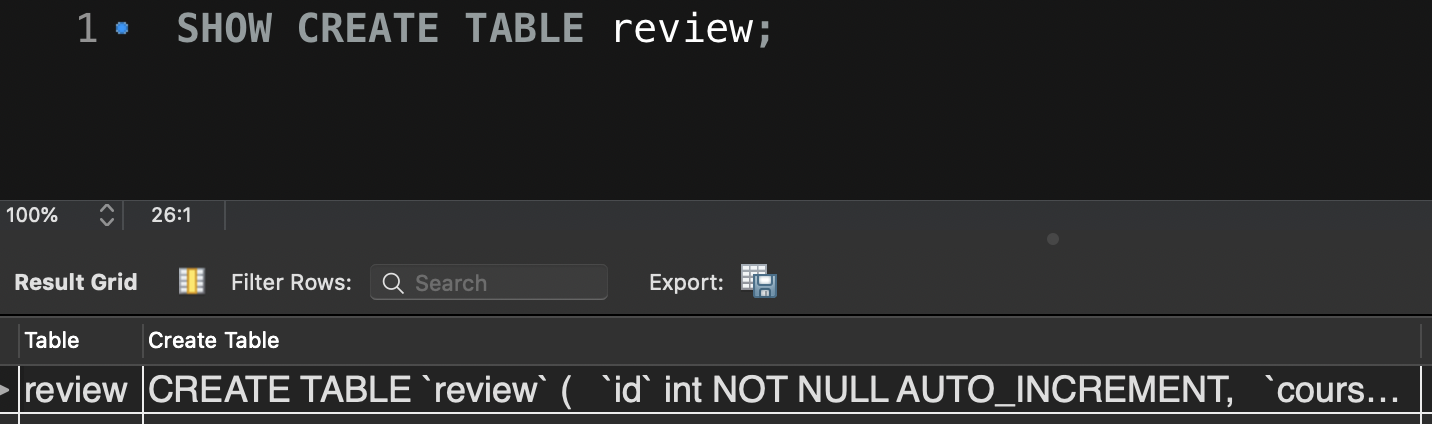 1 SHOW CREATE TABLE review;
100% 26:1
Result Grid Filter Rows: Search Export:
Table Create Table
review CREATE TABLE `review` ( `id` int NOT NULL AUTO_INCREMENT, `cours...